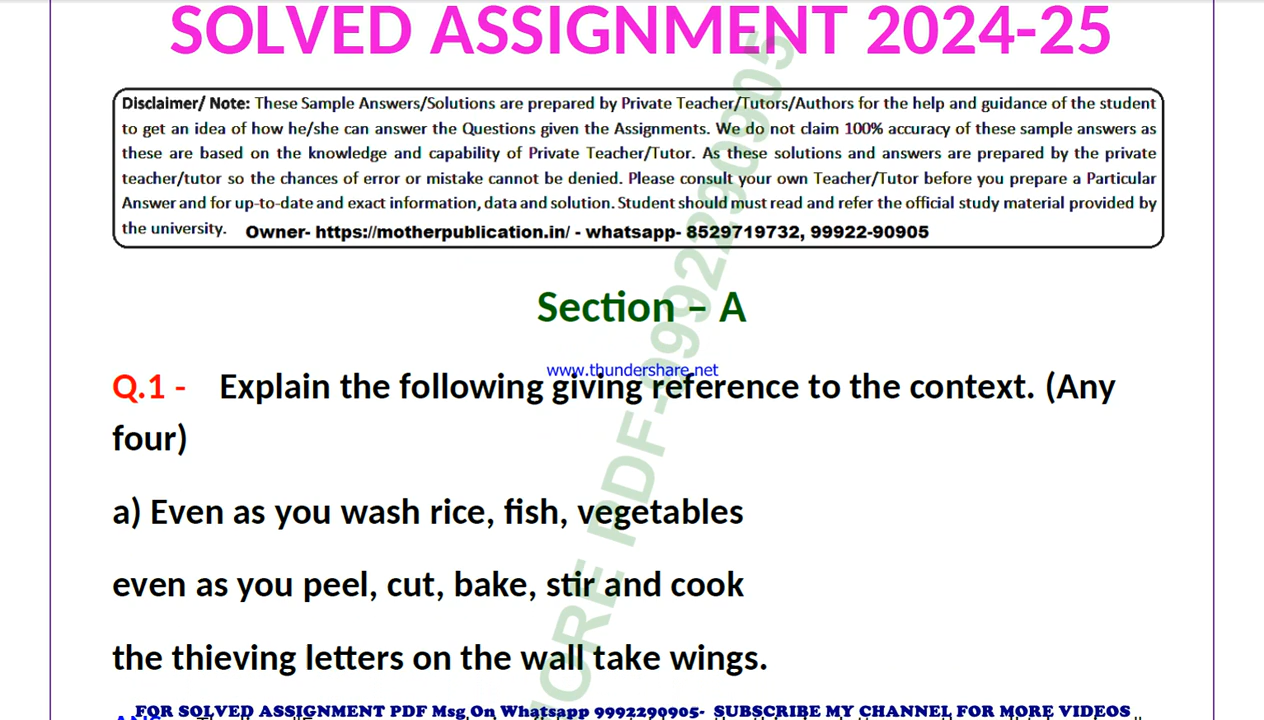 SOLVED ASSIGNMENT 2024-25
Disclaimer/ Note: These Sample Answers/Solutions are prepared by Private Teacher/Tutors/Authors for the help and guidance of the student
to get an idea of how he/she can answer the Questions given the Assignments. We do not claim 100% accuracy of these sample answers as
these are based on the knowledge and capability of Private Teacher/Tutor. As these solutions and answers are prepared by the private
teacher/tutor so the chances of error or mistake cannot be denied. Please consult your own Teacher/Tutor before you prepare a Particular
Answer and for up-to-date and exact information, data and solution. Student should must read and refer the official study material provided by
the university. Owner- https://motherpublication.in/ - whatsapp- 8529719732, 99922-90905
Section – A
www.thundershare.net
Q.1 - Explain the following giving reference to the context. (Any
four)
a) Even as you wash rice, fish, vegetables
even as you peel, cut, bake, stir and cook
the thieving letters on the wall take wings.
FOR SOLVED ASSIGNMENT PDF Msg On Whatsapp 9992290905- SUBSCRIBE MY CHANNEL FOR MORE VIDEOS
ORE PDF-9992290905